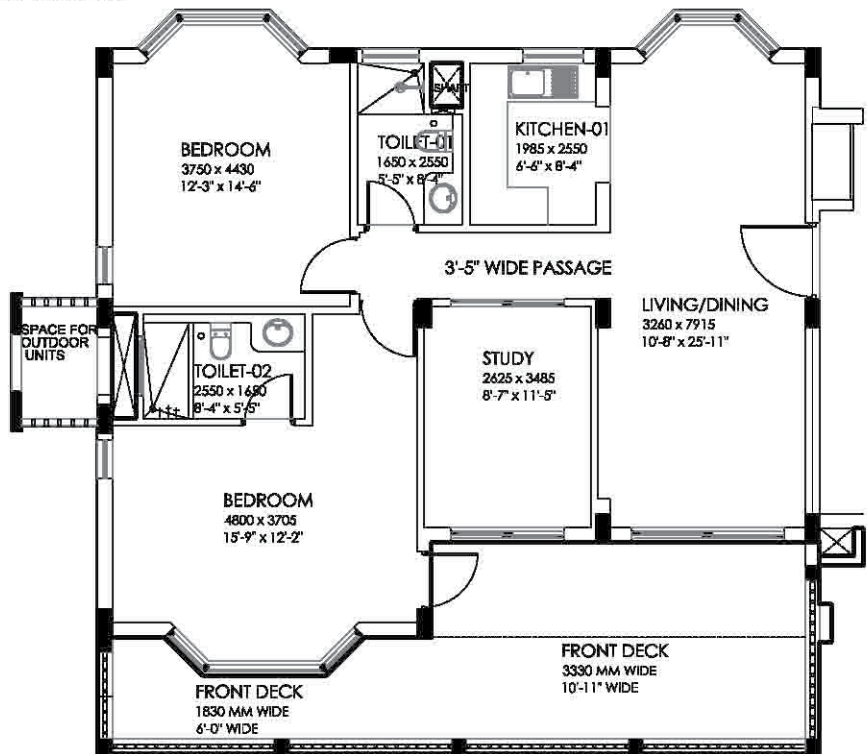 BEDROOM
3750 x 4430
12'-3" x 14'-6"
TOILET-01
1650 x 2550
5'-5" x 8'-4"
SHAFT
KITCHEN-01
1985 x 2550
6'-6" x 8'-4"
3'-5" WIDE PASSAGE
LIVING/DINING
3260 x 7915
10'-8" x 25'-11"
SPACE FOR
OUTDOOR
UNITS
TOILET-02
2550 x 1650
8'-4" x 5'-5"
STUDY
2625 x 3485
8'-7" x 11'-5"
BEDROOM
4800 x 3705
15'-9" x 12'-2"
FRONT DECK
3330 MM WIDE
10'-11" WIDE
FRONT DECK
1830 MM WIDE
6'-0" WIDE